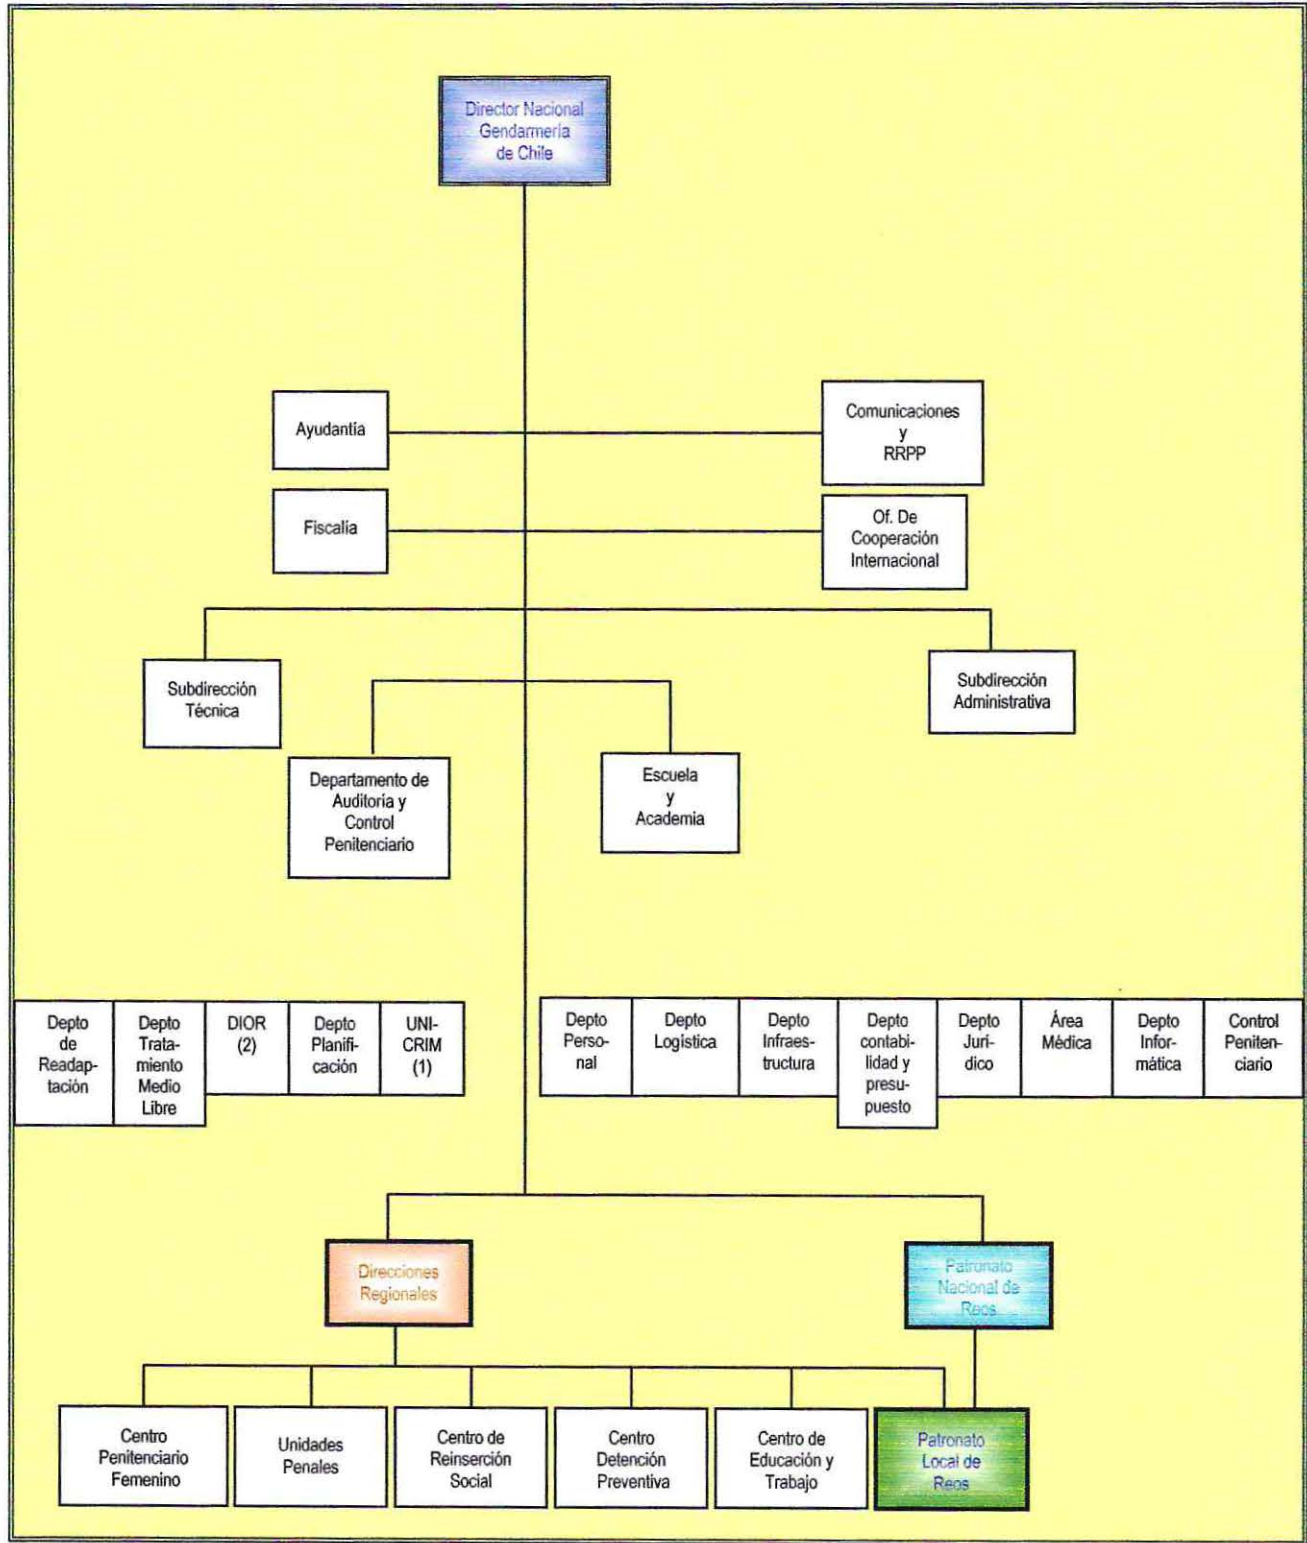 Director Nacional
Gendarmería
de Chile
Ayudantía
Comunicaciones
y
RRPP
Fiscalía
Of. De
Cooperación
Internacional
Subdirección
Técnica
Subdirección
Administrativa
Departamento de
Auditoría y
Control
Penitenciario
Escuela
y
Academia
Depto
de
Readap-
tación
Depto
Trata-
miento
Medio
Libre
DIOR
(2)
Depto
Planifi-
cación
UNI-
CRIM
(1)
Depto
Perso-
nal
Depto
Logística
Depto
Infraes-
tructura
Depto
contabi-
lidad y
presu-
puesto
Depto
Jurí-
dico
Área
Médica
Depto
Infor-
mática
Control
Peniten-
ciario
Direcciones
Regionales
Patronato
Nacional de
Reos
Centro
Penitenciario
Femenino
Unidades
Penales
Centro de
Reinserción
Social
Centro
Detención
Preventiva
Centro de
Educación y
Trabajo
Patronato
Local de
Reos